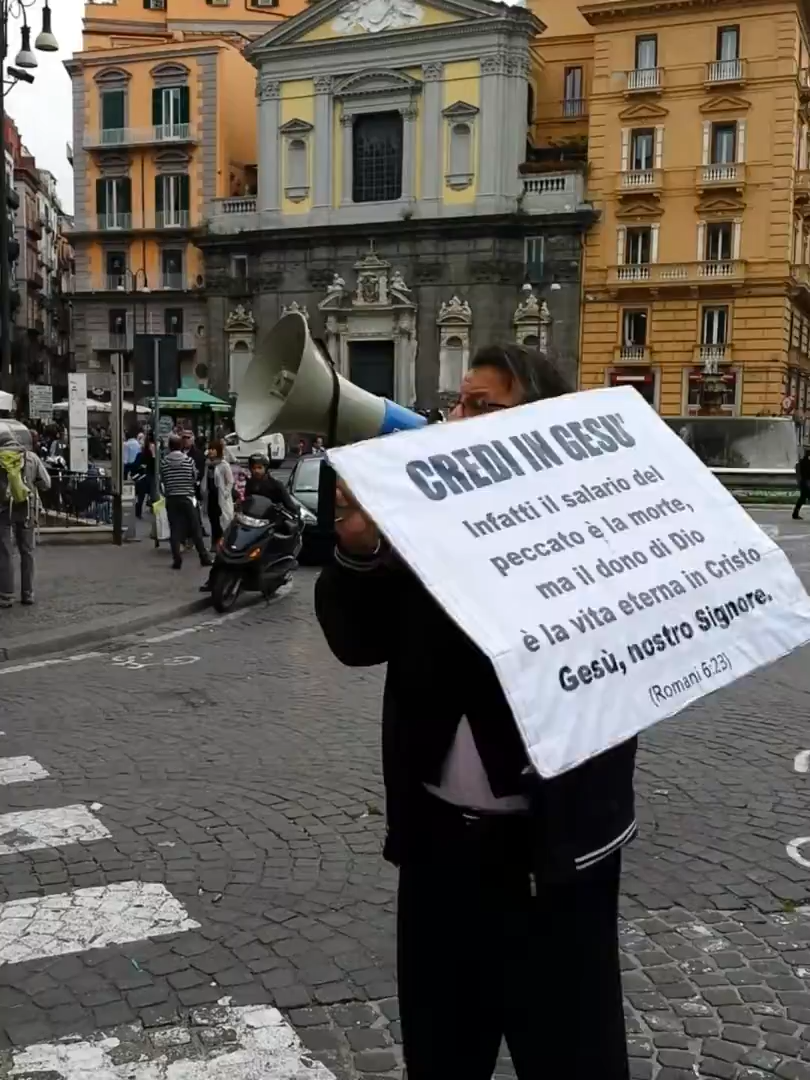 CREDI IN GESU'
Infatti il salario del
peccato è la morte,
ma il dono di Dio
è la vita eterna in Cristo
Gesù, nostro Signore.
(Romani 6:23)